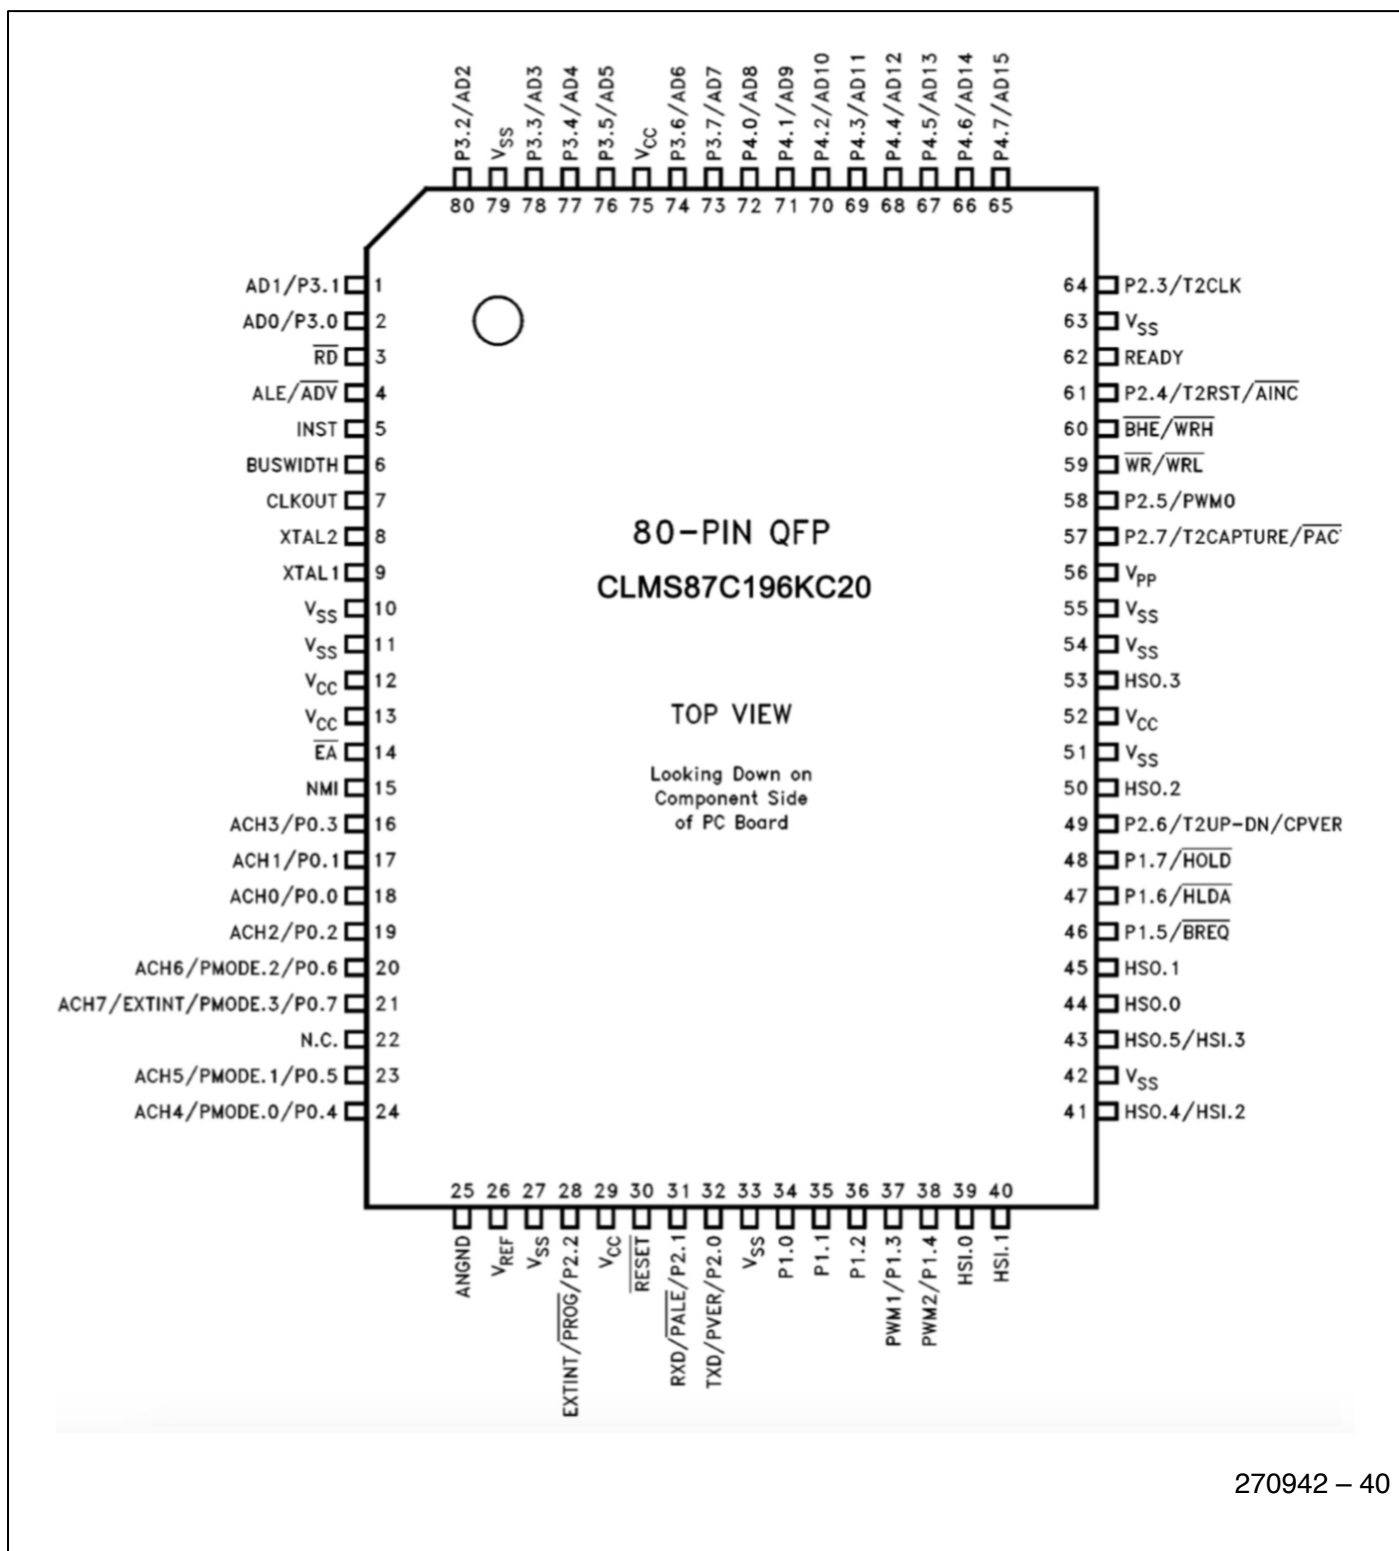 P3.2/AD2
VSS
P3.3/AD3
P3.4/AD4
P3.5/AD5
VCC
P3.6/AD6
P3.7/AD7
P4.0/AD8
P4.1/AD9
P4.2/AD10
P4.3/AD11
P4.4/AD12
P4.5/AD13
P4.6/AD14
P4.7/AD15
80 79 78 77 76 75 74 73 72 71 70 69 68 67 66 65
AD1/P3.1 1
AD0/P3.0 2
RD 3
ALE/ADV 4
INST 5
BUSWIDTH 6
CLKOUT 7
XTAL2 8
XTAL1 9
VSS 10
VSS 11
VCC 12
VCC 13
EA 14
NMI 15
ACH3/P0.3 16
ACH1/P0.1 17
ACH0/P0.0 18
ACH2/P0.2 19
ACH6/PMODE.2/P0.6 20
ACH7/EXTINT/PMODE.3/P0.7 21
N.C. 22
ACH5/PMODE.1/P0.5 23
ACH4/PMODE.0/P0.4 24
80-PIN QFP
CLMS87C196KC20
TOP VIEW
Looking Down on
Component Side
of PC Board
64 P2.3/T2CLK
63 VSS
62 READY
61 P2.4/T2RST/AINC
60 BHE/WRH
59 WR/WRL
58 P2.5/PWM0
57 P2.7/T2CAPTURE/PAC
56 VPP
55 VSS
54 VSS
53 HSO.3
52 VCC
51 VSS
50 HSO.2
49 P2.6/T2UP-DN/CPVER
48 P1.7/HOLD
47 P1.6/HLDA
46 P1.5/BREQ
45 HSO.1
44 HSO.0
43 HSO.5/HSI.3
42 VSS
41 HSO.4/HSI.2
25 26 27 28 29 30 31 32 33 34 35 36 37 38 39 40
ANGND
VREF
VSS
EXTINT/PROG/P2.2
VCC
RESET
RXD/PALE/P2.1
TXD/PVER/P2.0
VSS
P1.0
P1.1
P1.2
PWM1/P1.3
PWM2/P1.4
HSI.0
HSI.1
270942 – 40